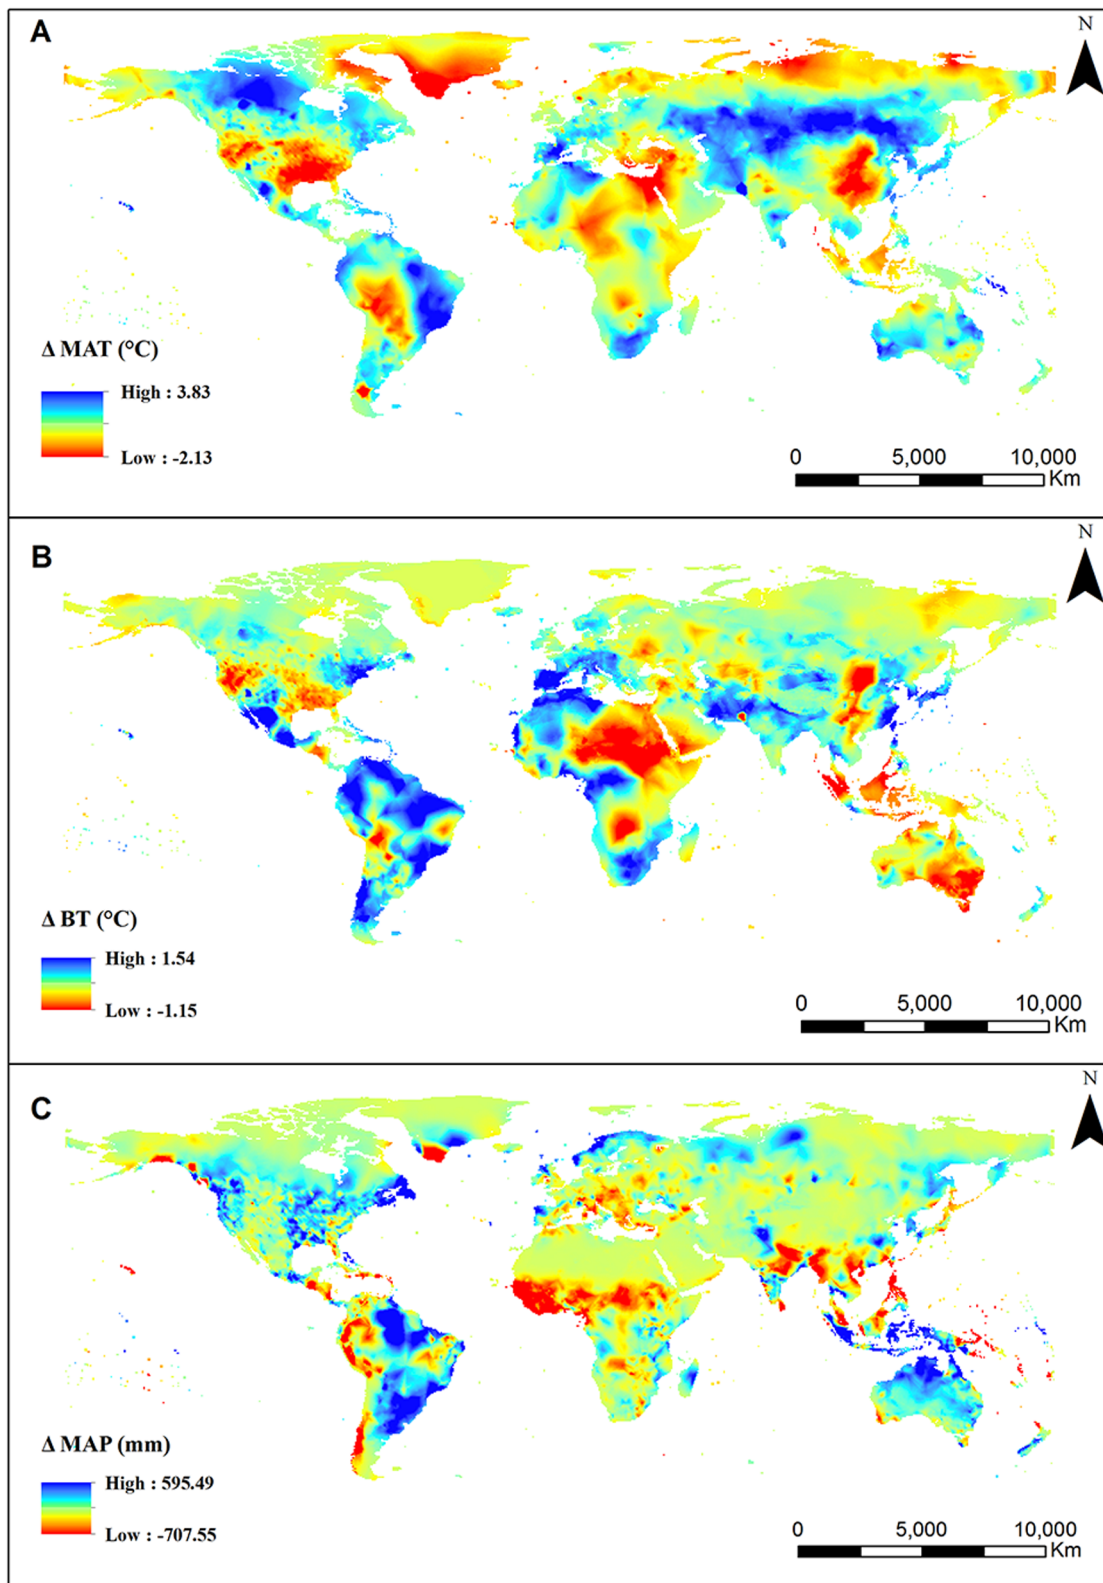 A
N
Δ MAT (°C)
High : 3.83
Low : -2.13
0 5,000 10,000
Km
B
N
Δ BT (°C)
High : 1.54
Low : -1.15
0 5,000 10,000
Km
C
N
Δ MAP (mm)
High : 595.49
Low : -707.55
0 5,000 10,000
Km